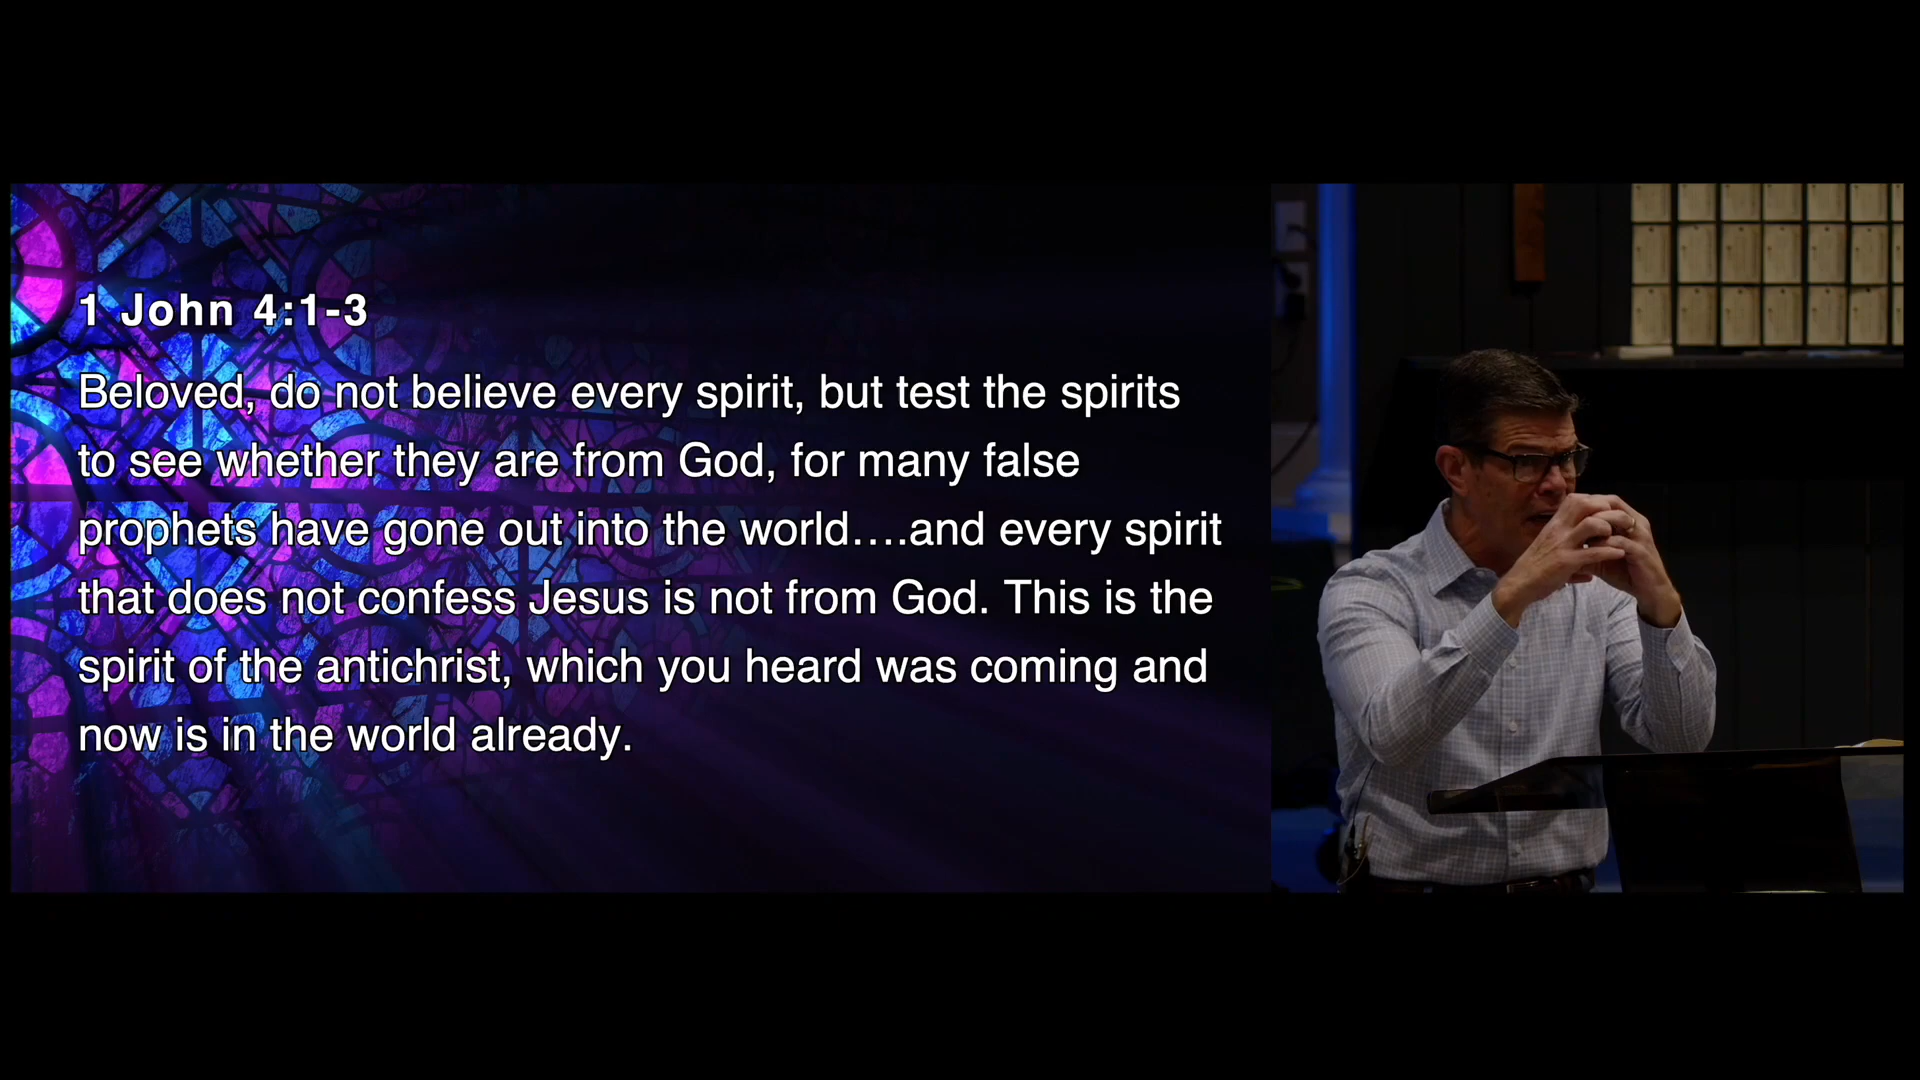 1 John 4:1-3
Beloved, do not believe every spirit, but test the spirits
to see whether they are from God, for many false
prophets have gone out into the world….and every spirit
that does not confess Jesus is not from God. This is the
spirit of the antichrist, which you heard was coming and
now is in the world already.